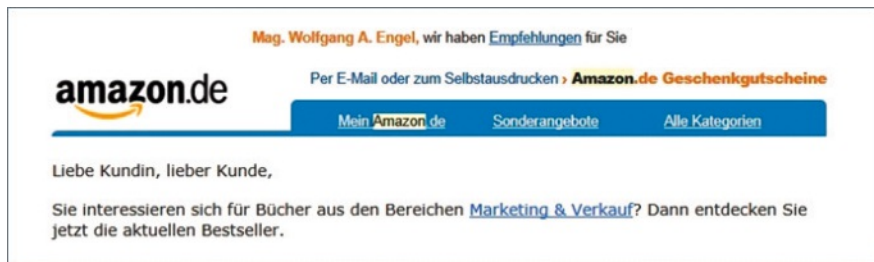 Mag. Wolfgang A. Engel, wir haben Empfehlungen für Sie
amazon.de
Per E-Mail oder zum Selbstausdrucken › Amazon.de Geschenkgutscheine
Mein Amazon.de Sonderangebote Alle Kategorien
Liebe Kundin, lieber Kunde,
Sie interessieren sich für Bücher aus den Bereichen Marketing & Verkauf? Dann entdecken Sie
jetzt die aktuellen Bestseller.